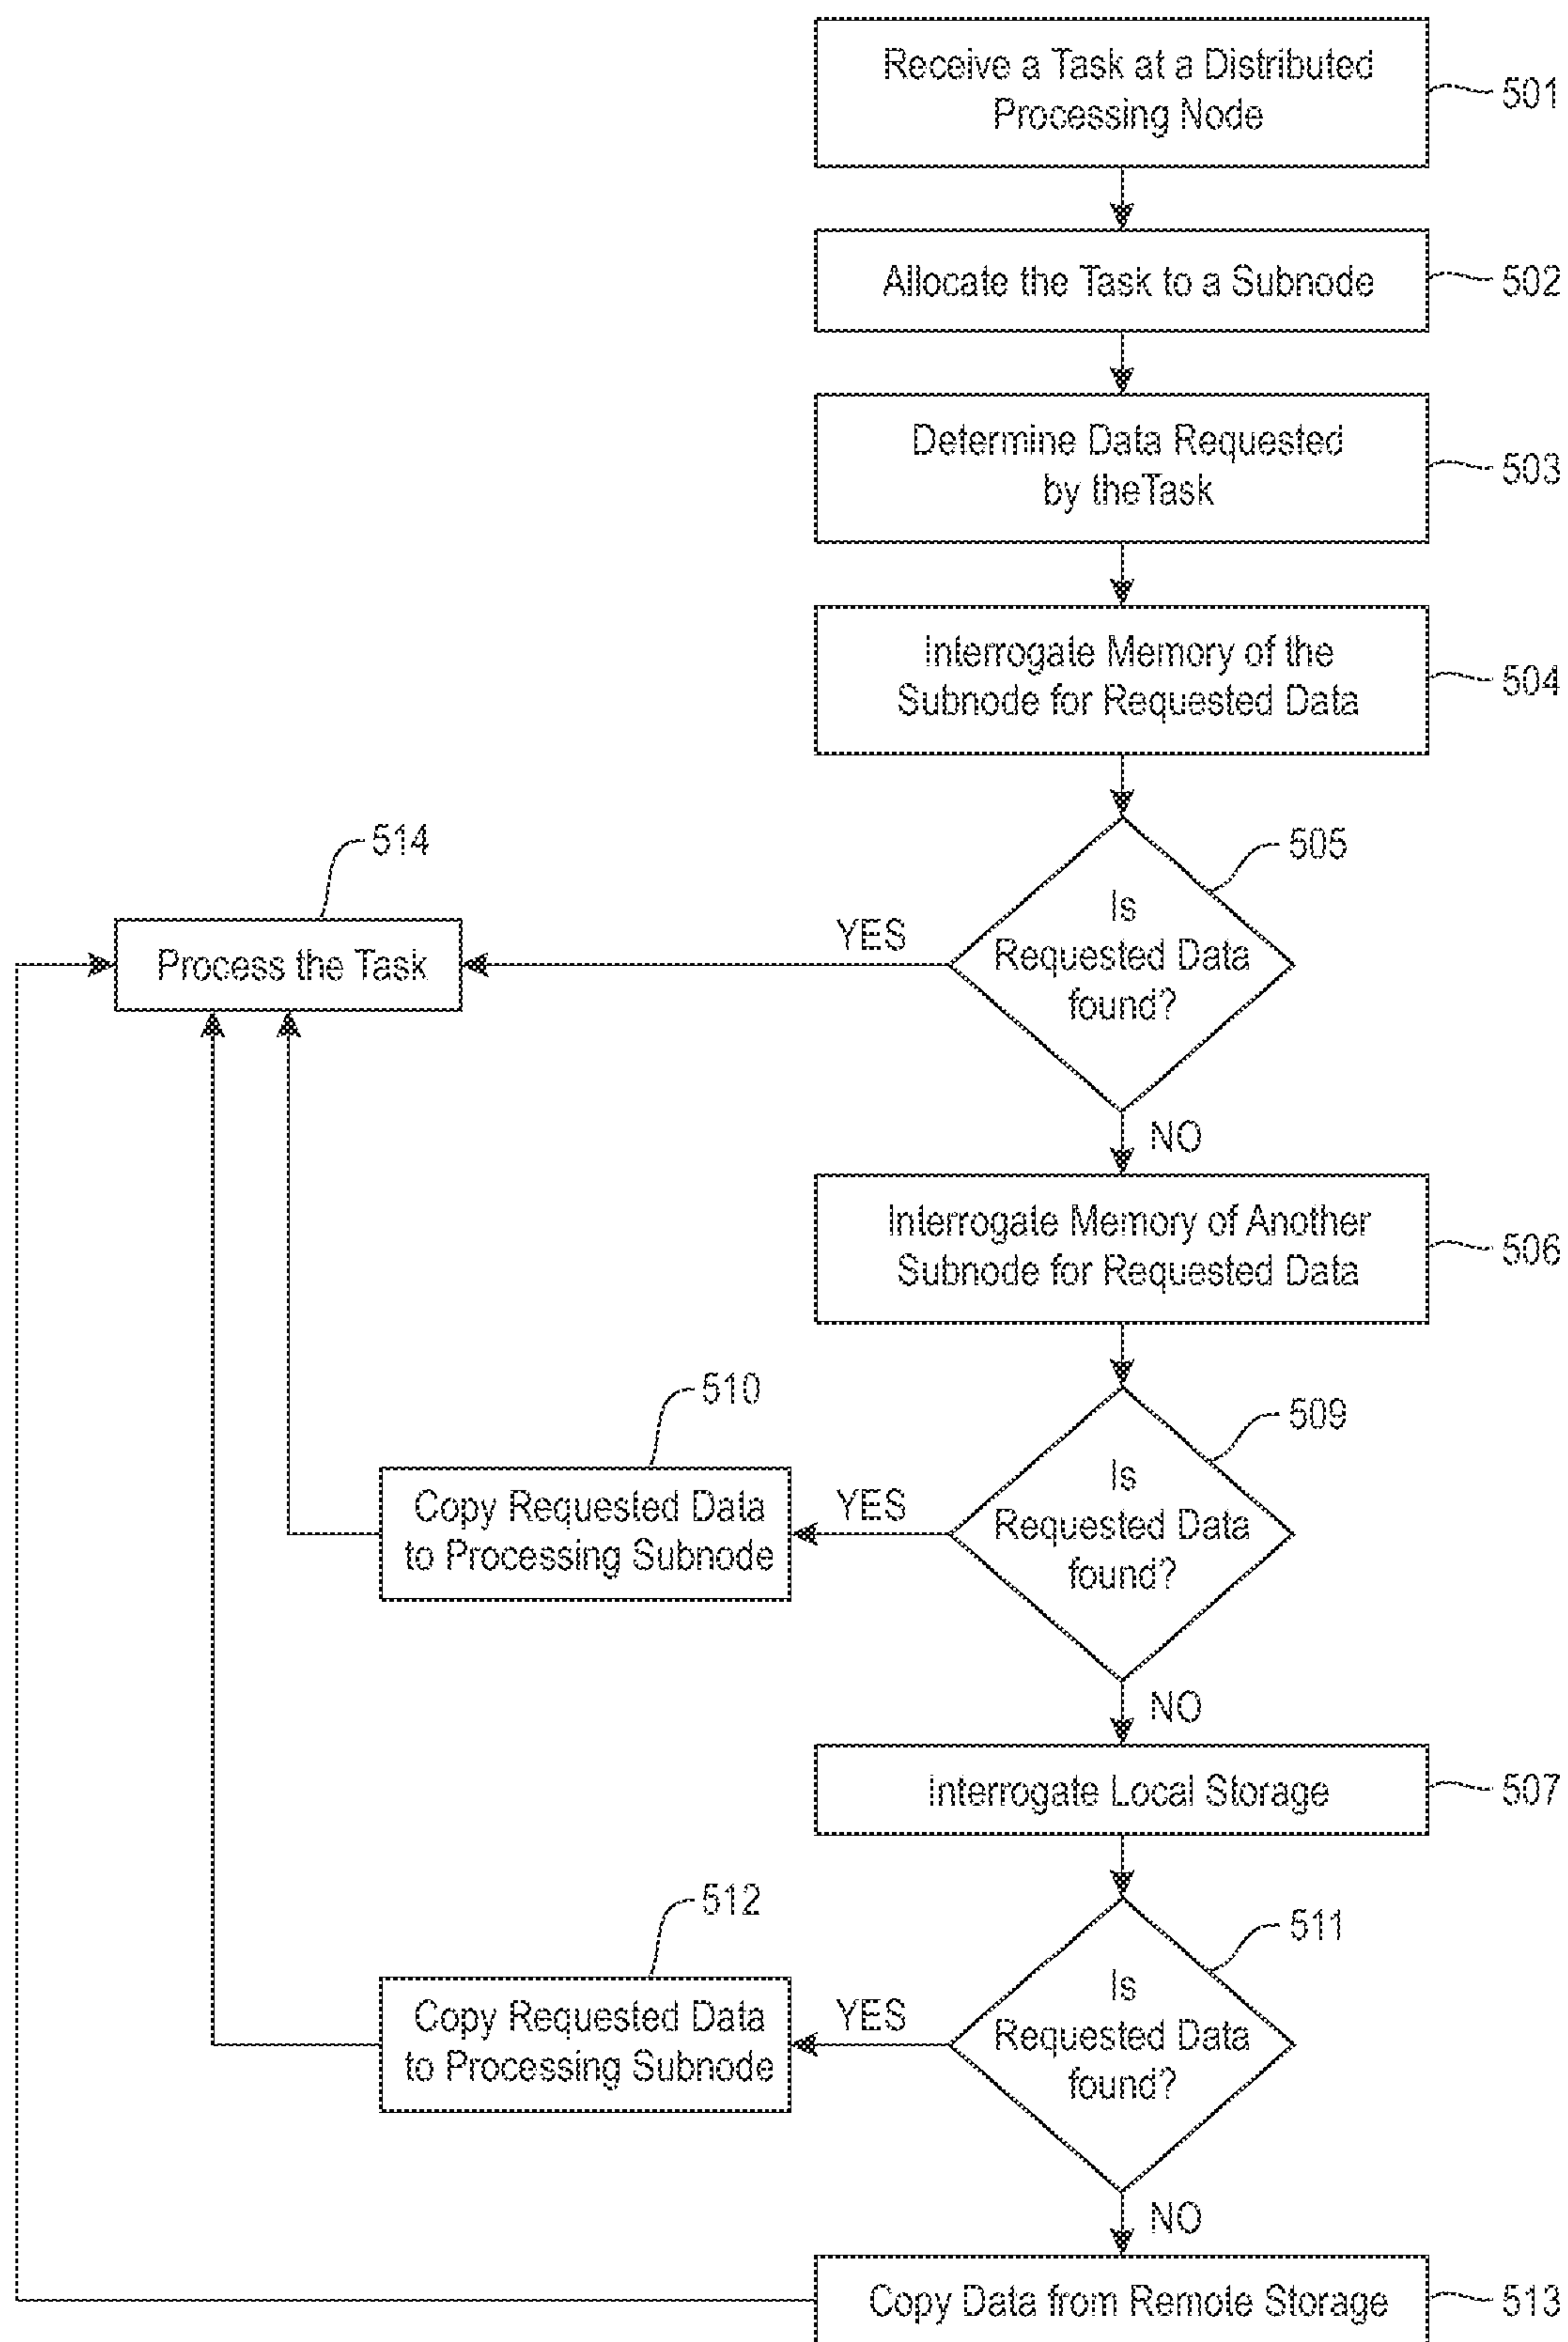 Receive a Task at a Distributed
Processing Node
501
Allocate the Task to a Subnode
502
Determine Data Requested
by theTask
503
Interrogate Memory of the
Subnode for Requested Data
504
505
Is
Requested Data
found?
YES
514
Process the Task
NO
Interrogate Memory of Another
Subnode for Requested Data
506
509
Is
Requested Data
found?
YES
510
Copy Requested Data
to Processing Subnode
NO
Interrogate Local Storage
507
511
Is
Requested Data
found?
YES
512
Copy Requested Data
to Processing Subnode
NO
Copy Data from Remote Storage
513